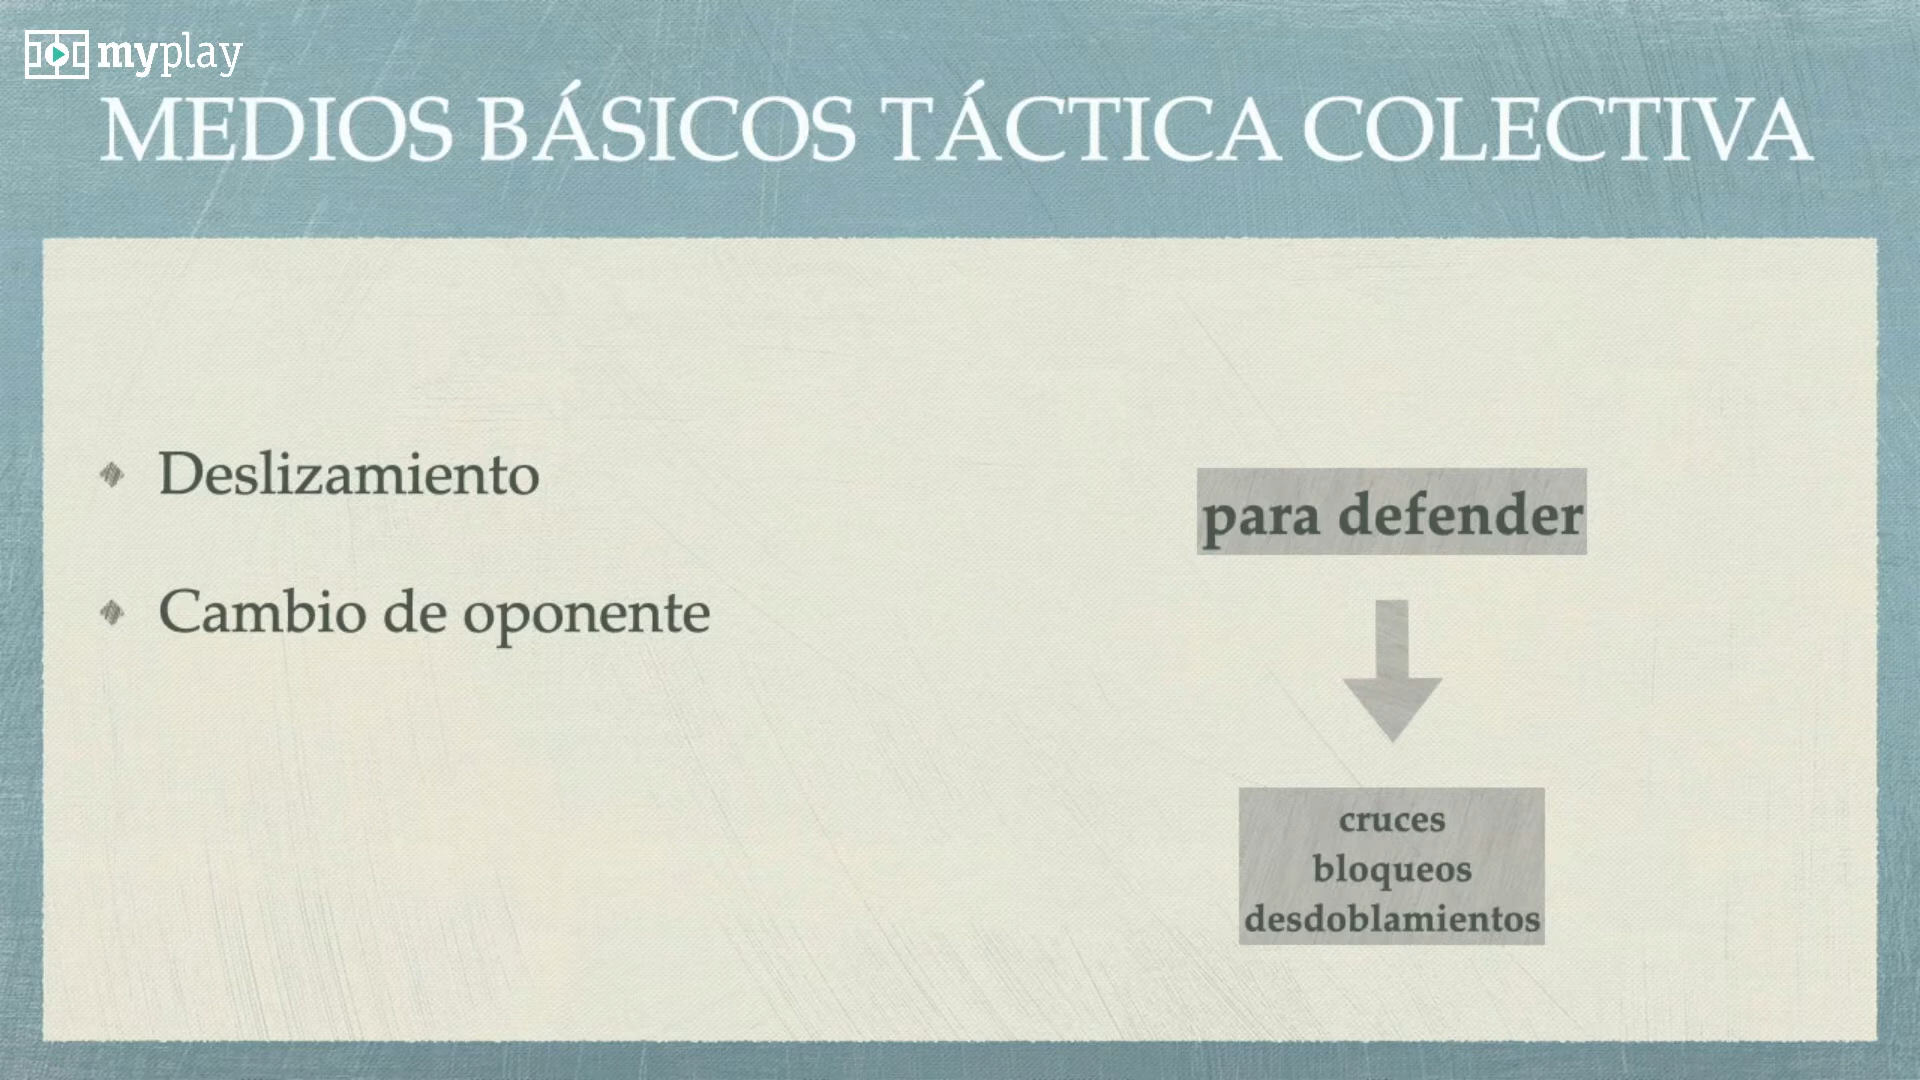 myplay
MEDIOS BÁSICOS TÁCTICA COLECTIVA
Deslizamiento
Cambio de oponente
para defender
cruces
bloqueos
desdoblamientos